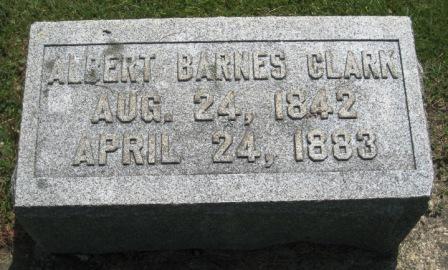 ALBERT BARNES CLARK
AUG. 24, 1842
APRIL 24, 1883